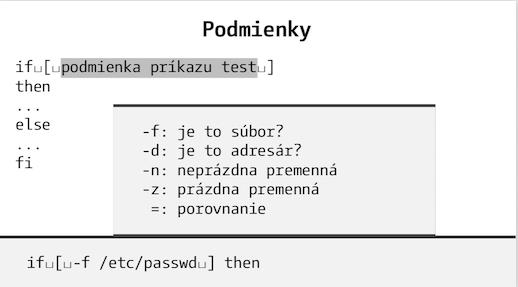 Podmienky
if␣[␣podmienka príkazu test␣]
then
...
else
...
fi
-f: je to súbor?
-d: je to adresár?
-n: neprázdna premenná
-z: prázdna premenná
=: porovnanie
if␣[␣-f /etc/passwd␣] then